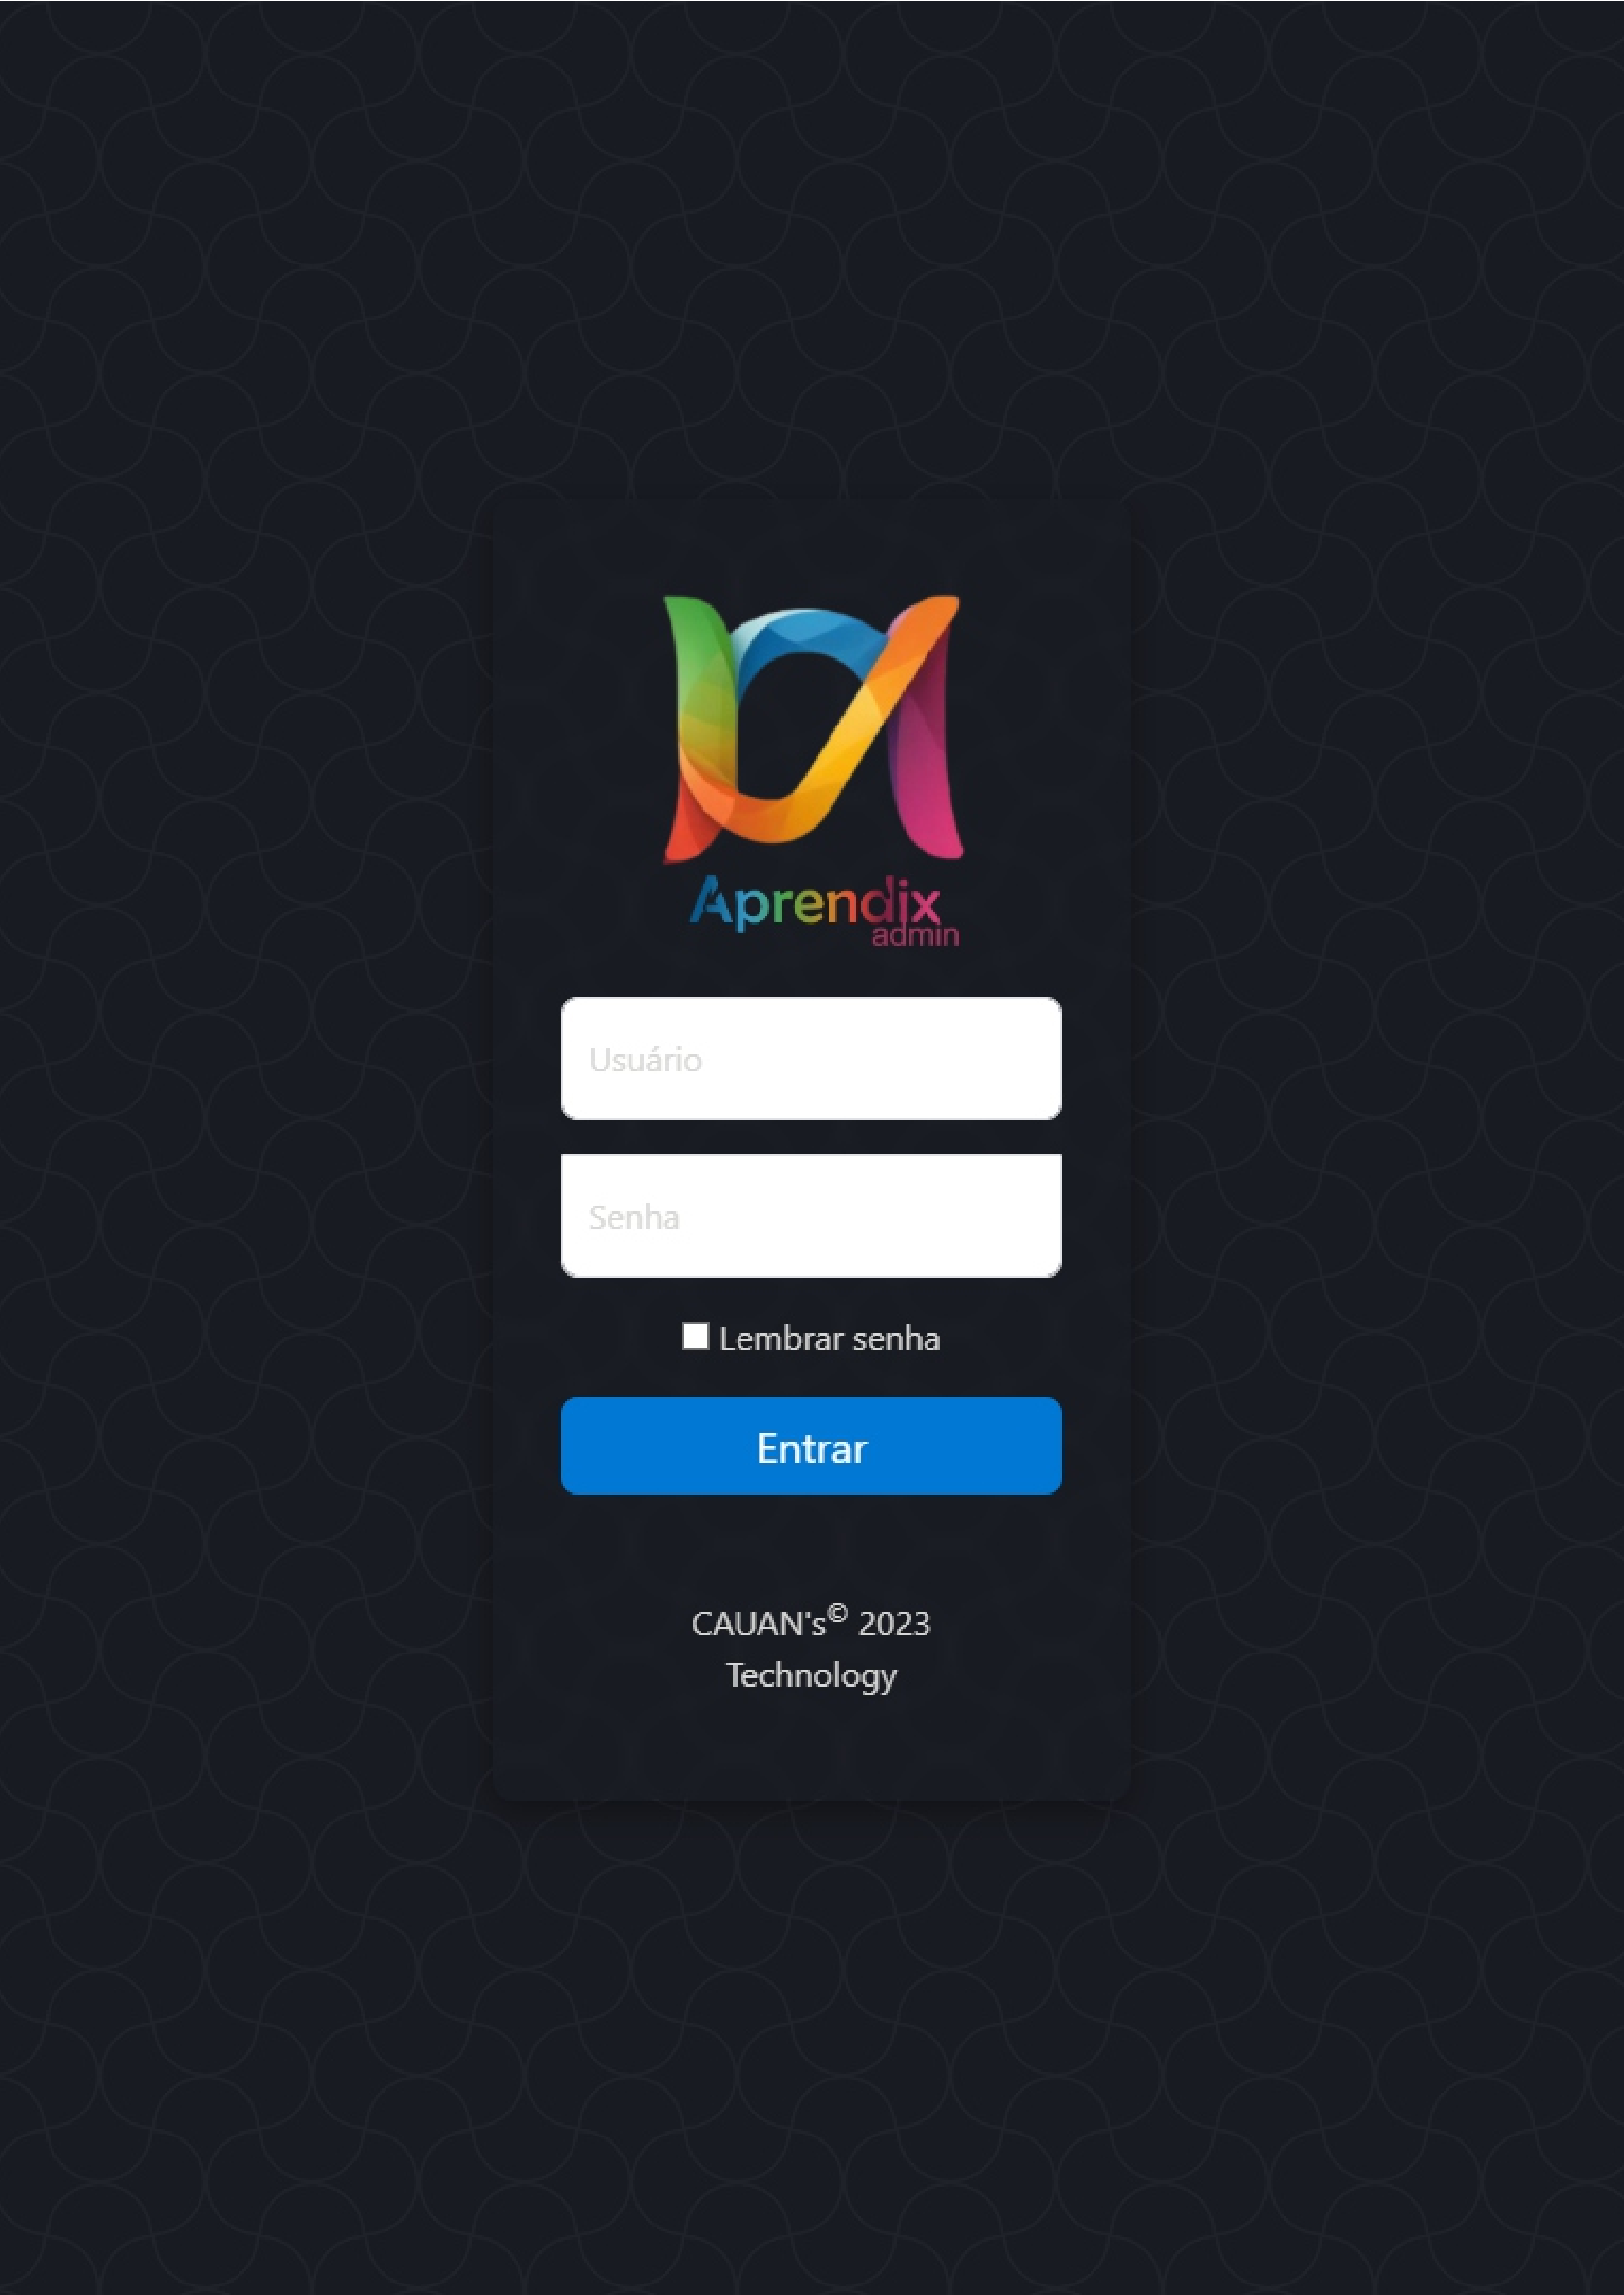 Aprendix
admin
Usuário
Senha
Lembrar senha
Entrar
CAUAN's© 2023
Technology